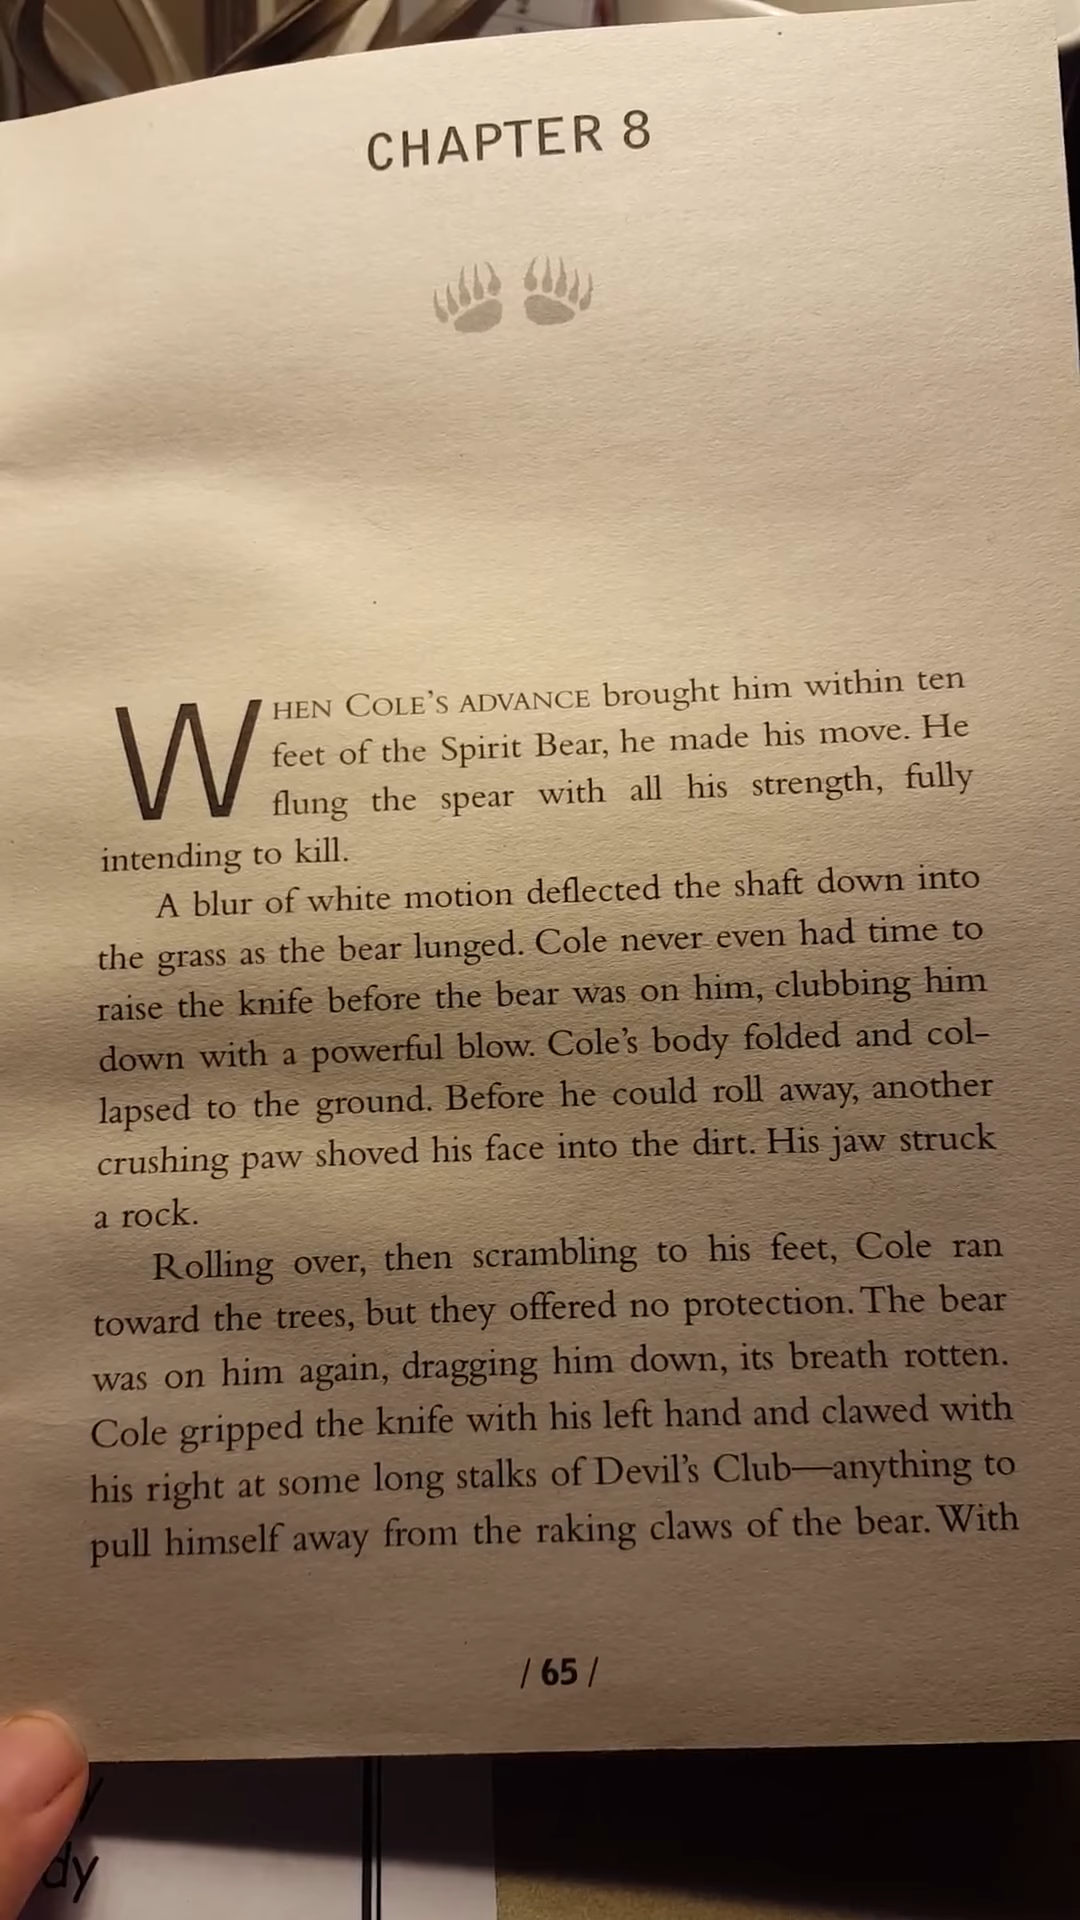 CHAPTER 8
WHEN COLE'S ADVANCE brought him within ten
feet of the Spirit Bear, he made his move. He
flung the spear with all his strength, fully
intending to kill.
A blur of white motion deflected the shaft down into
the grass as the bear lunged. Cole never even had time to
raise the knife before the bear was on him, clubbing him
down with a powerful blow. Cole's body folded and col-
lapsed to the ground. Before he could roll away, another
crushing paw shoved his face into the dirt. His jaw struck
a rock.
Rolling over, then scrambling to his feet, Cole ran
toward the trees, but they offered no protection. The bear
was on him again, dragging him down, its breath rotten.
Cole gripped the knife with his left hand and clawed with
his right at some long stalks of Devil's Club—anything to
pull himself away from the raking claws of the bear. With
/ 65 /
dy